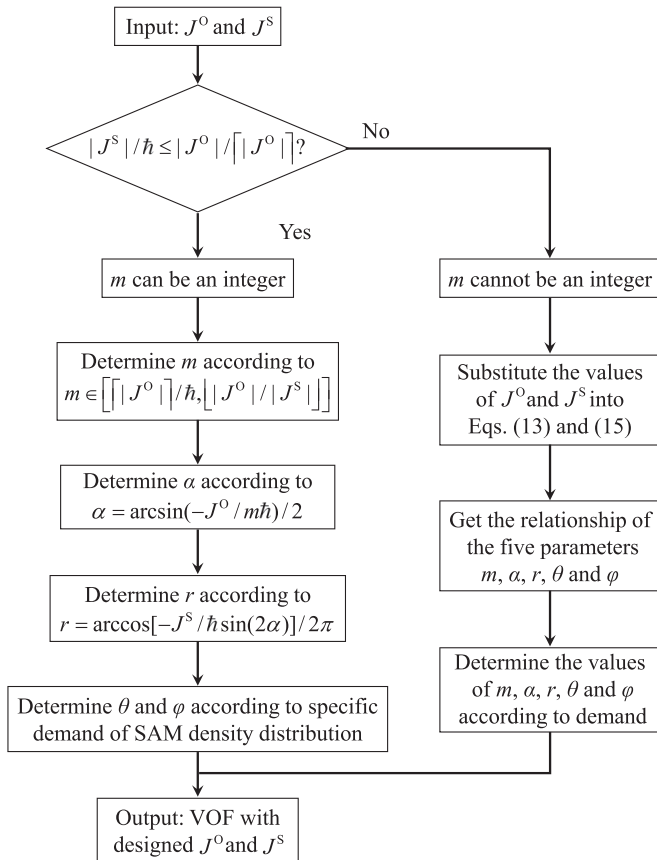 Input: J^O and J^S
| J^S | / ħ ≤ | J^O | / ⌈| J^O |⌉?
No
Yes
m can be an integer
m cannot be an integer
Determine m according to
m ∈ [⌈| J^O |⌉/ħ, ⌊| J^O | / | J^S |⌋]
Substitute the values
of J^O and J^S into
Eqs. (13) and (15)
Determine α according to
α = arcsin(−J^O / mħ) / 2
Get the relationship of
the five parameters
m, α, r, θ and φ
Determine r according to
r = arccos[−J^S / ħ sin(2α)] / 2π
Determine θ and φ according to specific
demand of SAM density distribution
Determine the values
of m, α, r, θ and φ
according to demand
Output: VOF with
designed J^O and J^S